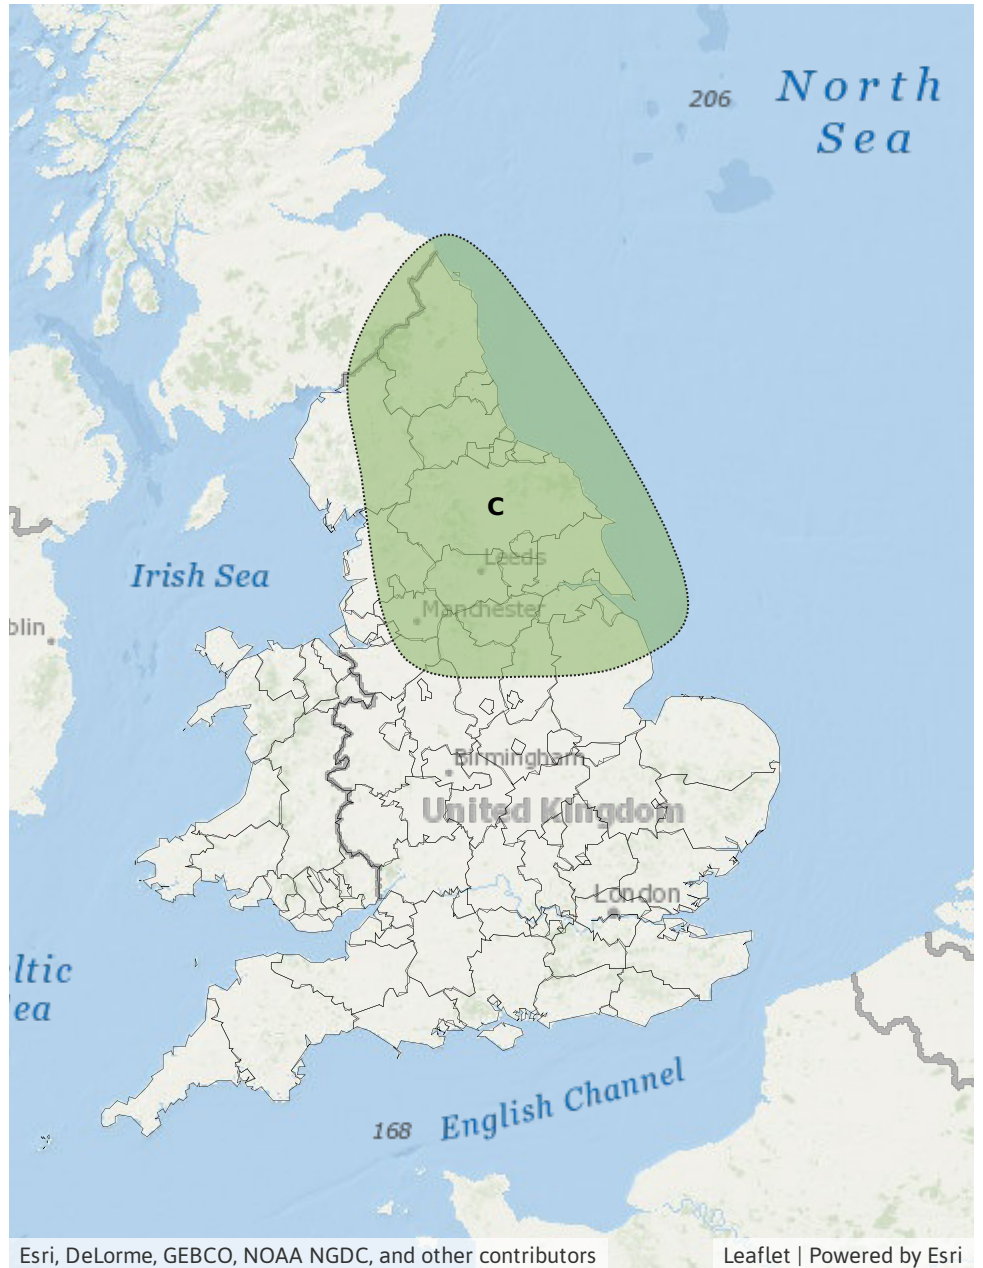 206
North
Sea
C
Leeds
Irish Sea
Manchester
blin
Birmingham
United Kingdom
London
ltic
ea
English Channel
168
Esri, DeLorme, GEBCO, NOAA NGDC, and other contributors
Leaflet | Powered by Esri